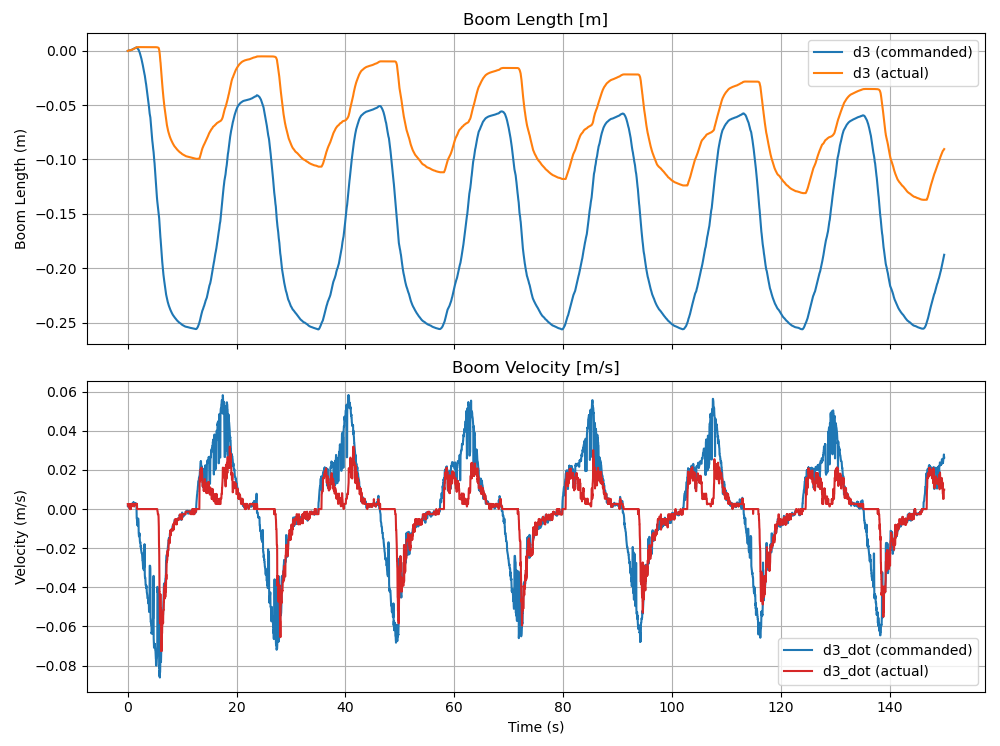 Boom Length [m]
0.00
−0.05
−0.10
−0.15
−0.20
−0.25
Boom Length (m)
d3 (commanded)
d3 (actual)
Boom Velocity [m/s]
0.06
0.04
0.02
0.00
−0.02
−0.04
−0.06
−0.08
Velocity (m/s)
d3_dot (commanded)
d3_dot (actual)
0 20 40 60 80 100 120 140
Time (s)